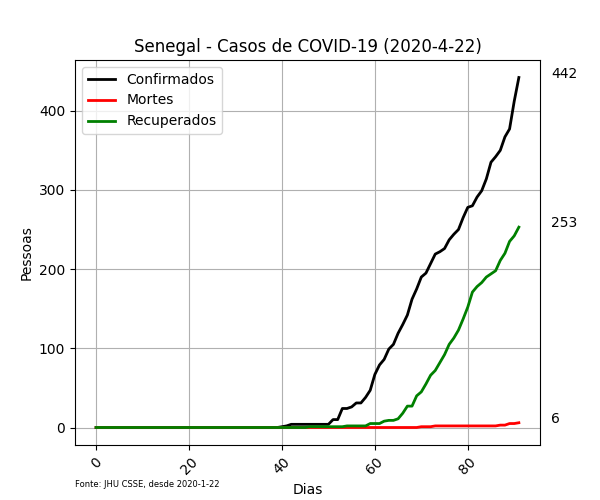 Senegal - Casos de COVID-19 (2020-4-22)
Confirmados
Mortes
Recuperados
442
253
6
Pessoas
400
300
200
100
0
0
20
40
60
80
Dias
Fonte: JHU CSSE, desde 2020-1-22